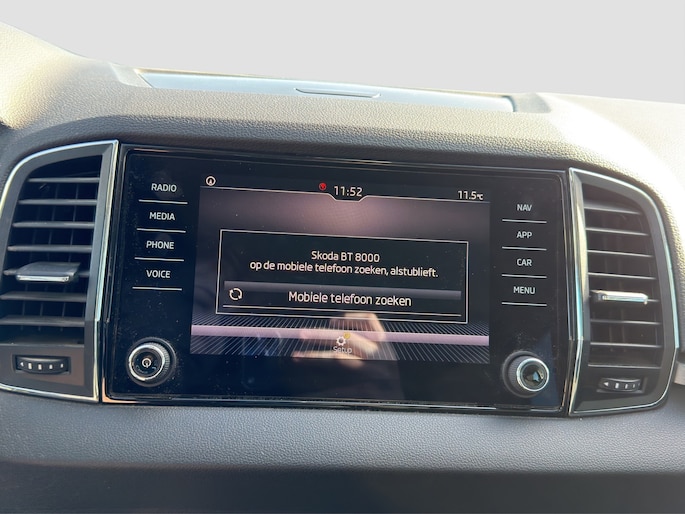 11:52
11.5°C
RADIO
MEDIA
PHONE
VOICE
Skoda BT 8000
op de mobiele telefoon zoeken, alstublieft.
Mobiele telefoon zoeken
Setup
NAV
APP
CAR
MENU